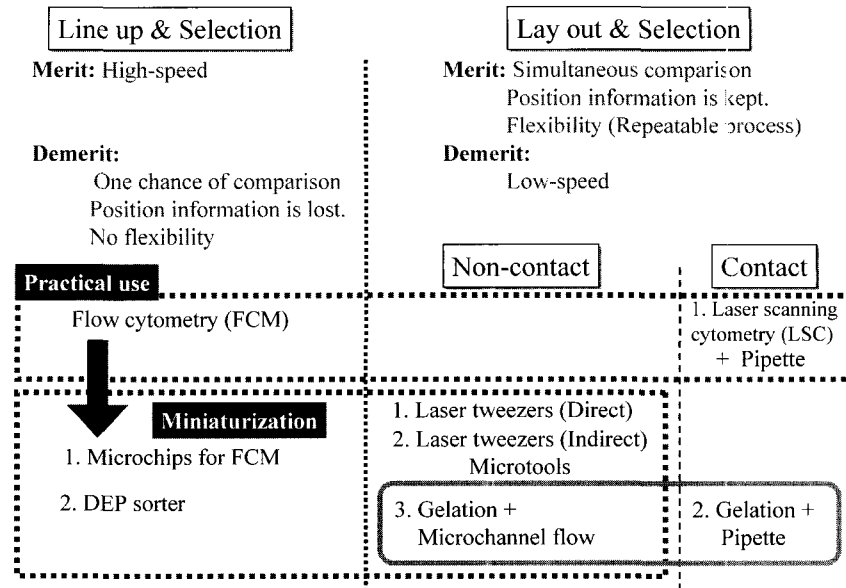 Line up & Selection
Merit: High-speed
Demerit:
One chance of comparison
Position information is lost.
No flexibility
Lay out & Selection
Merit: Simultaneous comparison
Position information is kept.
Flexibility (Repeatable process)
Demerit:
Low-speed
Non-contact
Contact
Practical use
Flow cytometry (FCM)
1. Laser scanning
cytometry (LSC)
+ Pipette
Miniaturization
1. Microchips for FCM
2. DEP sorter
1. Laser tweezers (Direct)
2. Laser tweezers (Indirect)
Microtools
3. Gelation +
Microchannel flow
2. Gelation +
Pipette